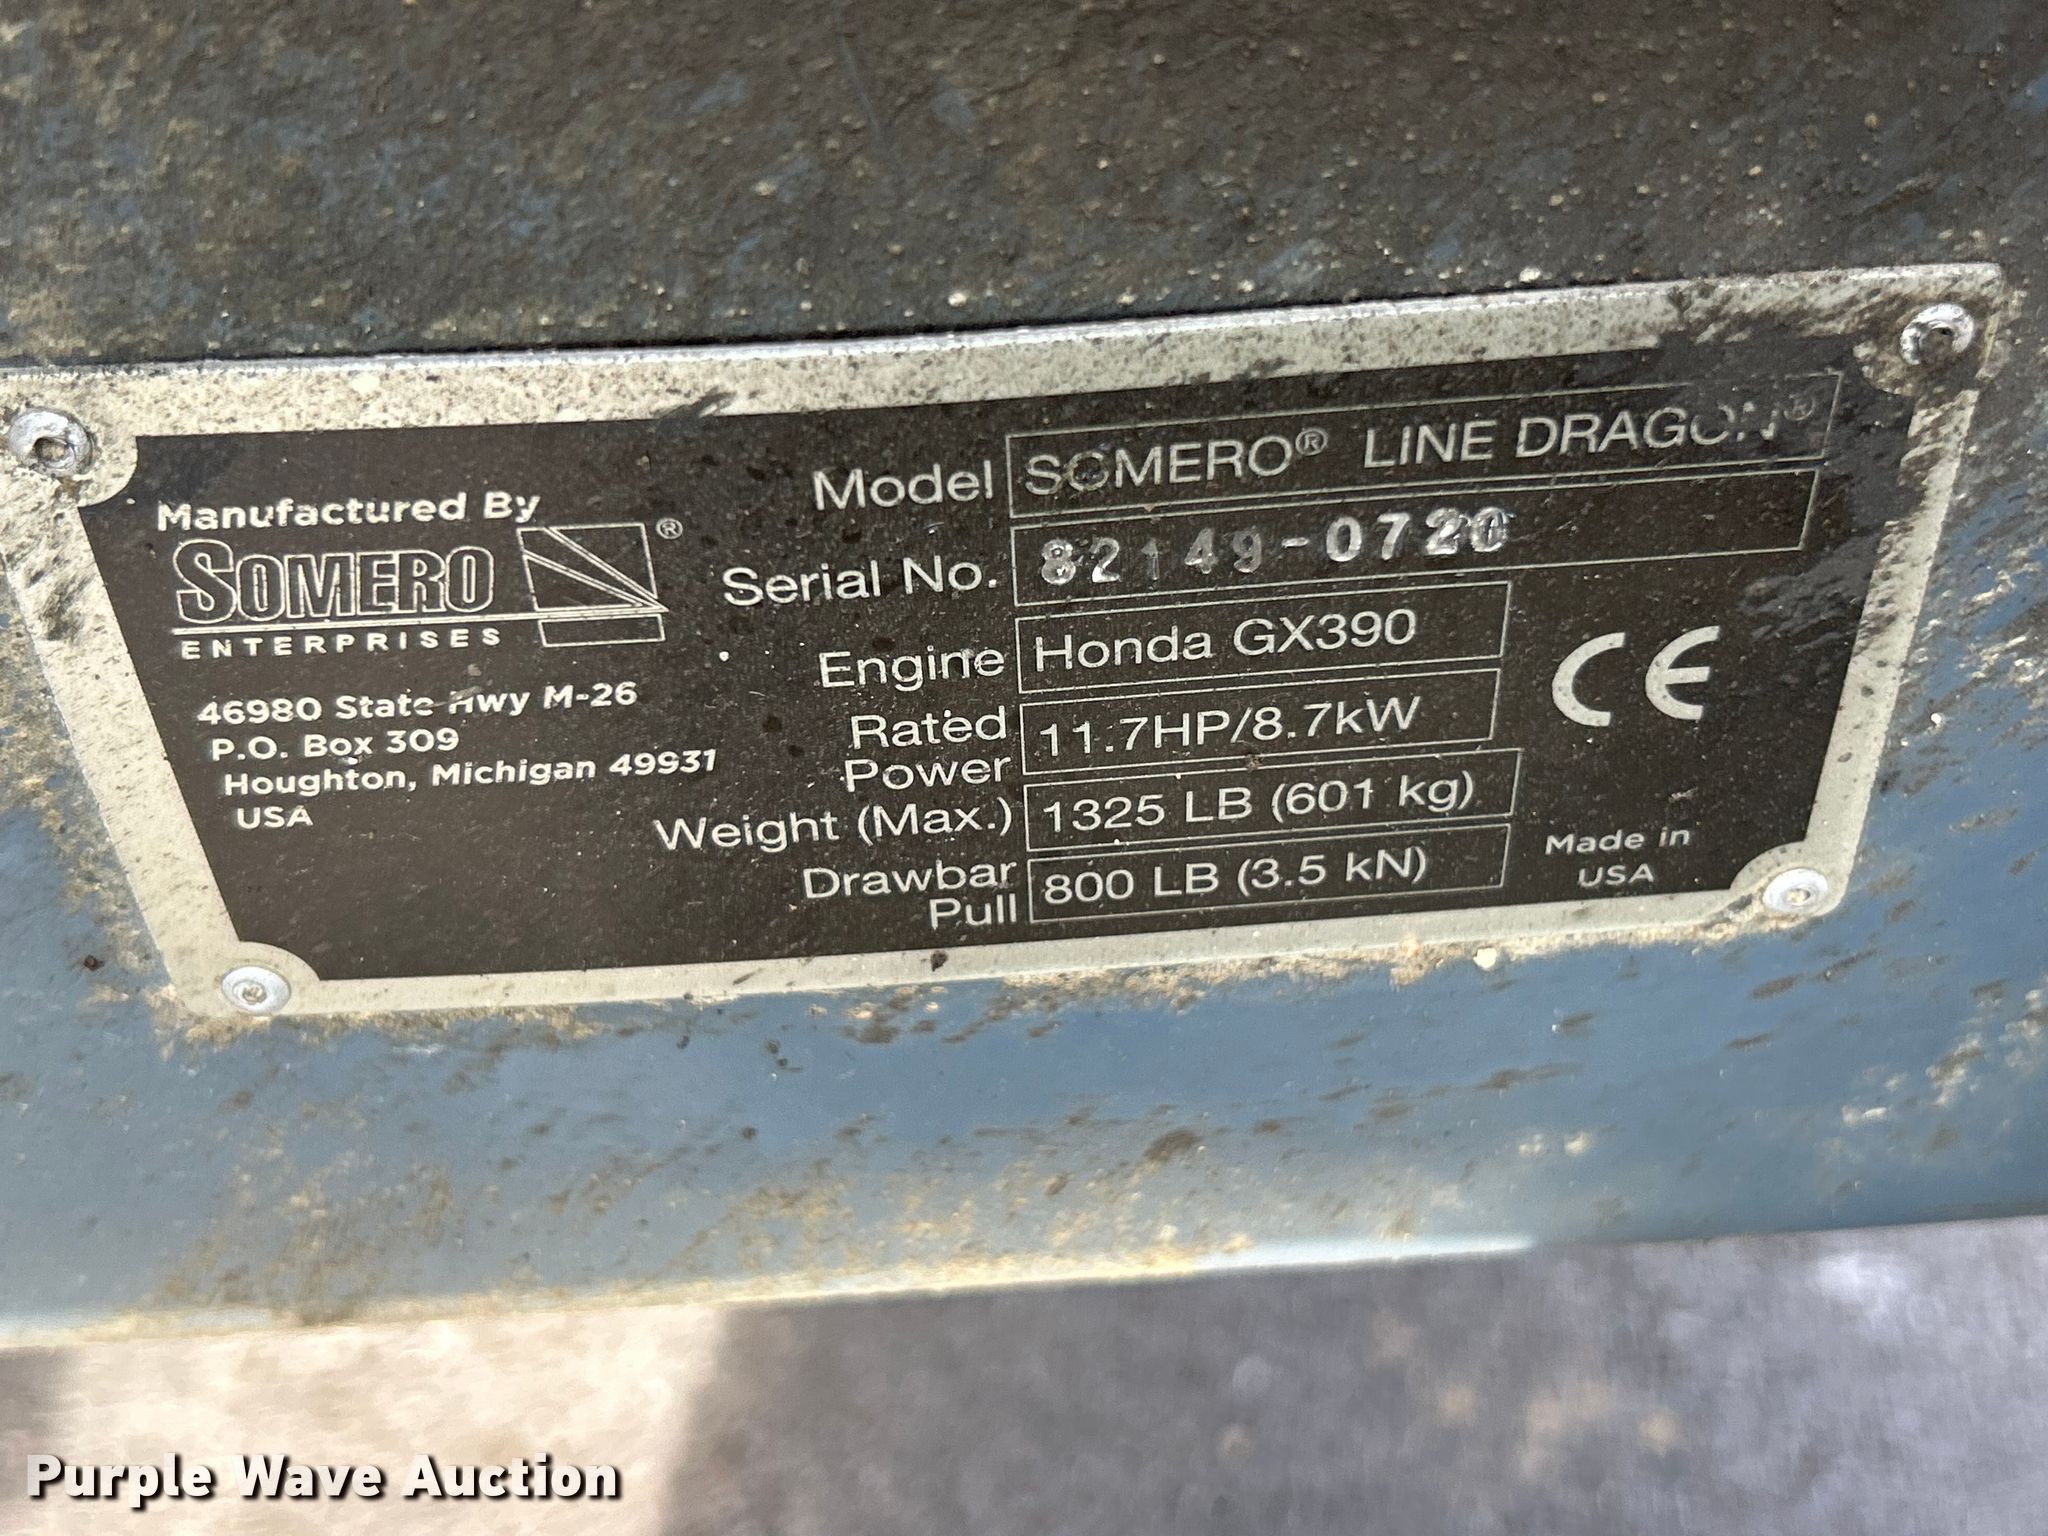 Manufactured By
SOMERO®
ENTERPRISES
46980 State Hwy M-26
P.O. Box 309
Houghton, Michigan 49931
USA
Model SOMERO® LINE DRAGON®
Serial No. 82149-0720
Engine Honda GX390
Rated
Power 11.7HP/8.7kW
Weight (Max.) 1325 LB (601 kg)
Drawbar
Pull 800 LB (3.5 kN)
CE
Made in
USA
Purple Wave Auction